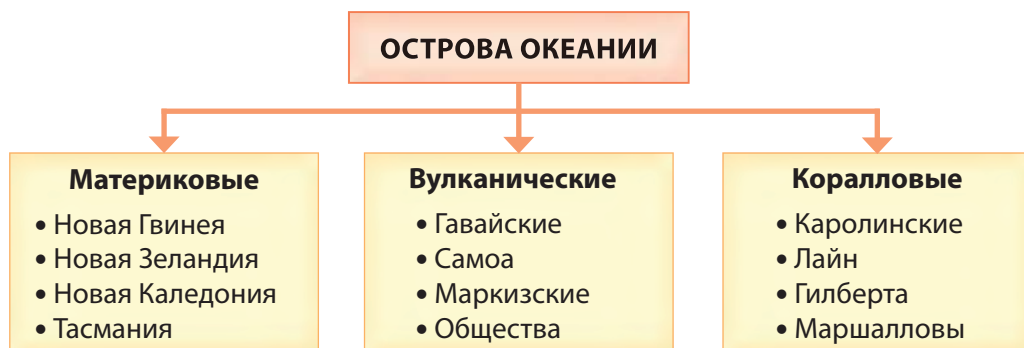 ОСТРОВА ОКЕАНИИ
Материковые
• Новая Гвинея
• Новая Зеландия
• Новая Каледония
• Тасмания
Вулканические
• Гавайские
• Самоа
• Маркизские
• Общества
Коралловые
• Каролинские
• Лайн
• Гилберта
• Маршалловы